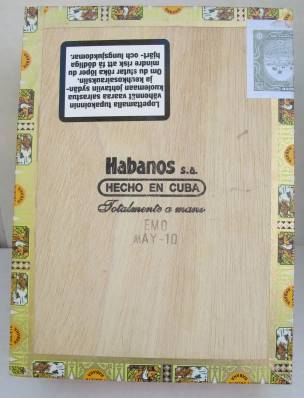 Lopettamalla tupakoinnin
vähennät vaaraa sairastua
kuolemaan johtaviin sydän-
ja keuhkosairauksiin.
Om du slutar röka löper du
mindre risk att få dödliga
hjärt- och lungsjukdomar.
Habanos s.a.
HECHO EN CUBA
Totalmente a mano
EMO
MAY-10